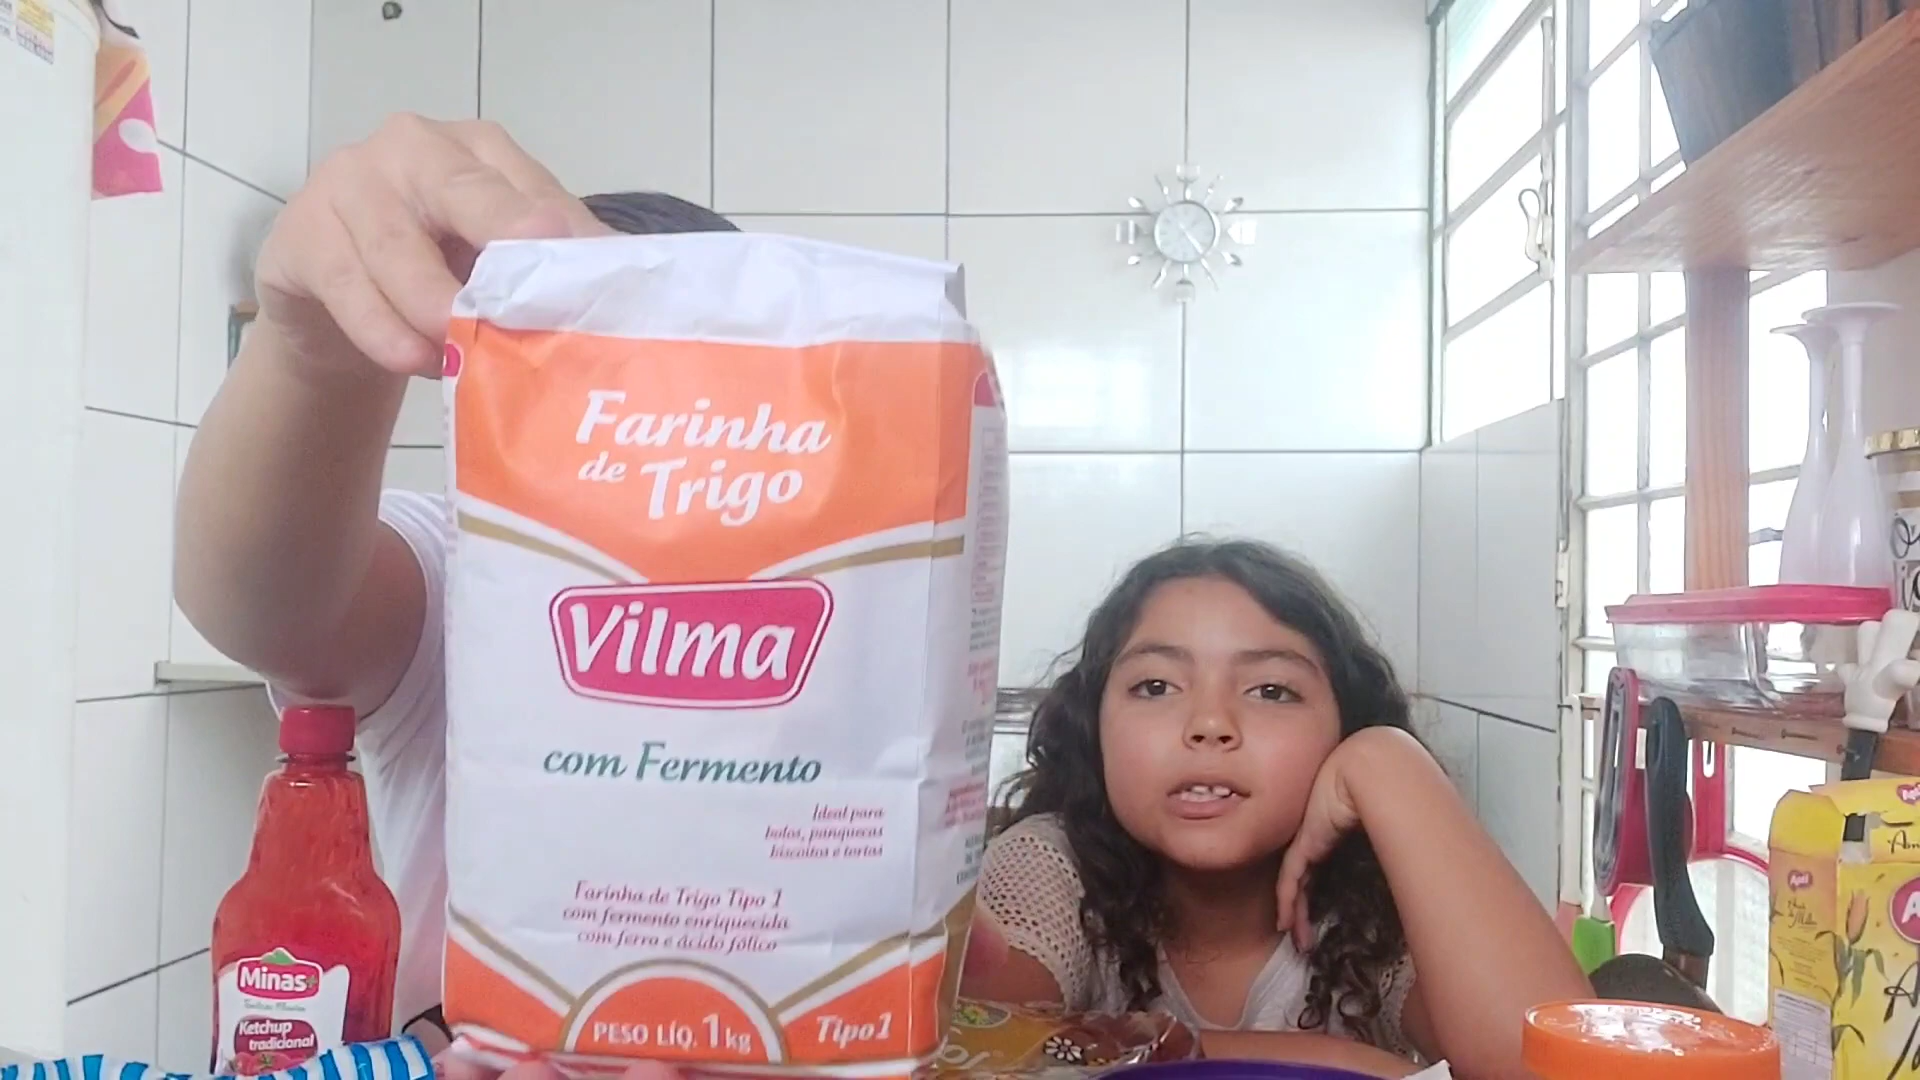 Farinha
de Trigo
Vilma
com Fermento
Ideal para
bolos, panquecas
biscoitos e tortas
Farinha de Trigo Tipo 1
com fermento enriquecida
com ferro e ácido fólico
PESO LÍQ. 1kg
Tipo 1
Minas+
Ketchup
tradicional
Apti